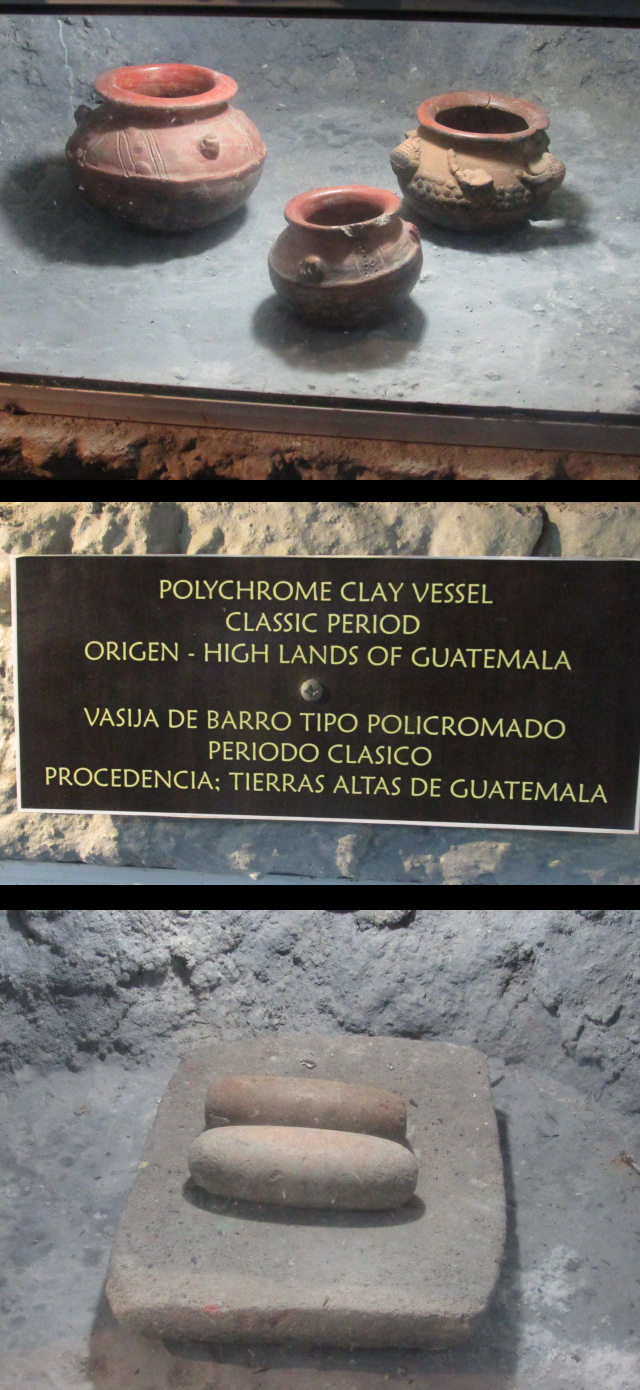 POLYCHROME CLAY VESSEL
CLASSIC PERIOD
ORIGEN - HIGH LANDS OF GUATEMALA
VASIJA DE BARRO TIPO POLICROMADO
PERIODO CLASICO
PROCEDENCIA; TIERRAS ALTAS DE GUATEMALA